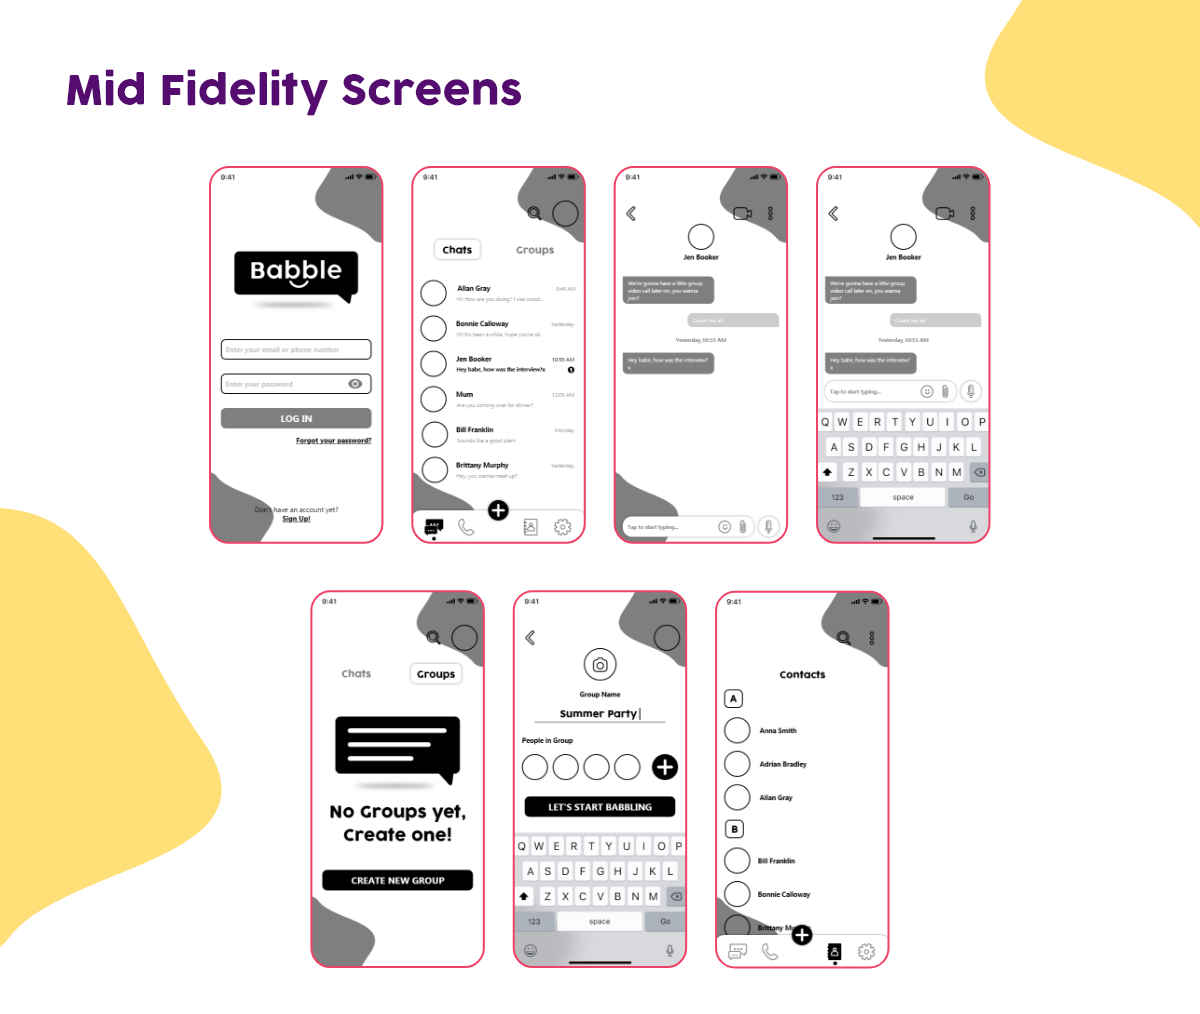 Mid Fidelity Screens
9:41
Babble
Enter your email or phone number
Enter your password
LOG IN
Forgot your password?
Don't have an account yet?
Sign Up!
9:41
Chats Groups
Allan Gray 8:45 AM
Hi! How are you doing? I was wond...
Bonnie Calloway Yesterday
Hi! It's been a while, hope you're ok
Jen Booker 10:55 AM
Hey babe, how was the interview?x 1
Mum 12:05 AM
Are you coming over for dinner?
Bill Franklin Monday
Sounds like a good plan!
Brittany Murphy Yesterday
Hey, you wanna meet up?
9:41
Jen Booker
We're gonna have a little group
video call later on, you wanna
join?
Count me in!
Yesterday, 10:55 AM
Hey babe, how was the interview?
x
Tap to start typing...
9:41
Jen Booker
We're gonna have a little group
video call later on, you wanna
join?
Count me in!
Yesterday, 10:55 AM
Hey babe, how was the interview?
x
Tap to start typing...
Q W E R T Y U I O P
A S D F G H J K L
Z X C V B N M
123 space Go
9:41
Chats Groups
No Groups yet,
Create one!
CREATE NEW GROUP
9:41
Group Name
Summer Party
People in Group
LET'S START BABBLING
Q W E R T Y U I O P
A S D F G H J K L
Z X C V B N M
123 space Go
9:41
Contacts
A
Anna Smith
Adrian Bradley
Allan Gray
B
Bill Franklin
Bonnie Calloway
Brittany Mu